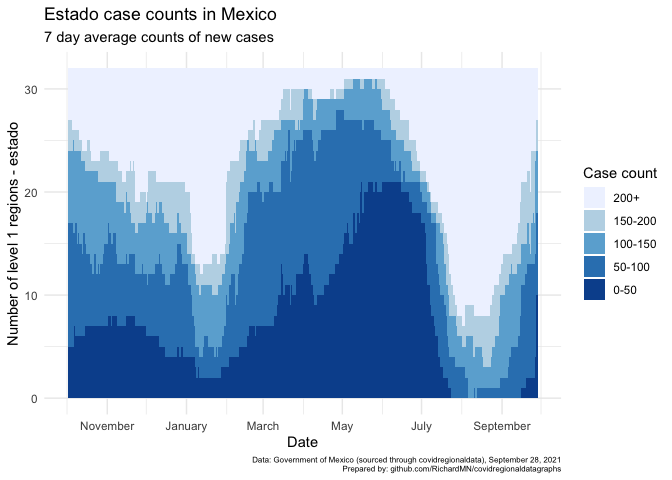 Estado case counts in Mexico
7 day average counts of new cases
Number of level 1 regions - estado
30
20
10
0
November January March May July September
Date
Case count
200+
150-200
100-150
50-100
0-50
Data: Government of Mexico (sourced through covidregionaldata), September 28, 2021
Prepared by: github.com/RichardMN/covidregionaldatagraphs